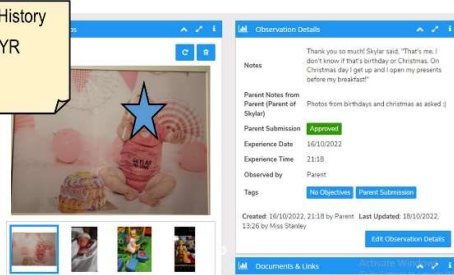 History
YR
os
Observation Details
Notes
Thank you so much! Skylar said, "That's me. I
don't know if that's birthday or Christmas. On
Christmas day I get up and I open my presents
before my breakfast!"
Parent Notes from
Parent (Parent of
Skylar)
Photos from birthdays and christmas as asked :)
Parent Submission Approved
Experience Date 16/10/2022
Experience Time 21:18
Observed by Parent
Tags No Objectives Parent Submission
Created: 16/10/2022, 21:18 by Parent Last Updated: 18/10/2022,
13:26 by Miss Stanley
Edit Observation Details
Documents & Links
Activate Windows
SKYLAR